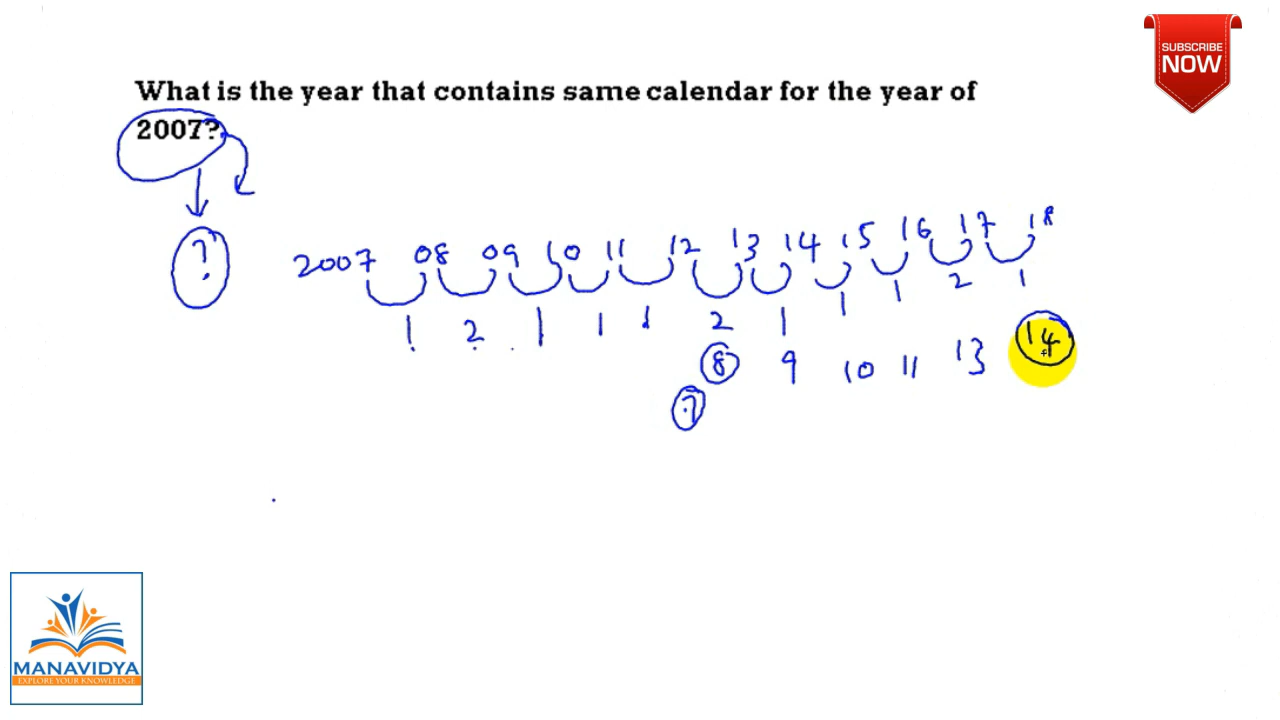 SUBSCRIBE
NOW
What is the year that contains same calendar for the year of
2007?
?
2007 08 09 10 11 12 13 14 15 16 17 18
1 2 1 1 1 2 1 1 1 2 1
8 9 10 11 13 14
?
MANAVIDYA
EXPLORE YOUR KNOWLEDGE